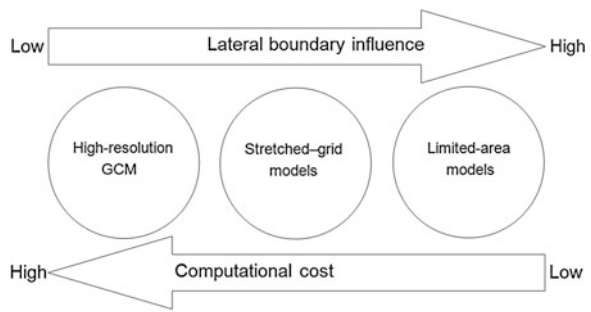 Low Lateral boundary influence High
High-resolution
GCM
Stretched–grid
models
Limited-area
models
High Computational cost Low